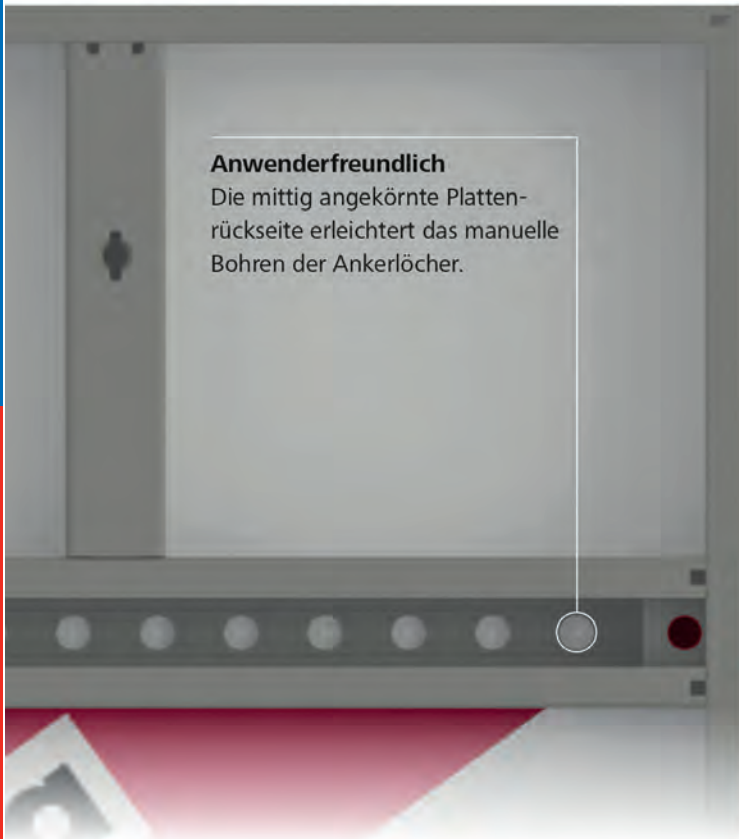 Anwenderfreundlich
Die mittig angekörnte Platten-
rückseite erleichtert das manuelle
Bohren der Ankerlöcher.